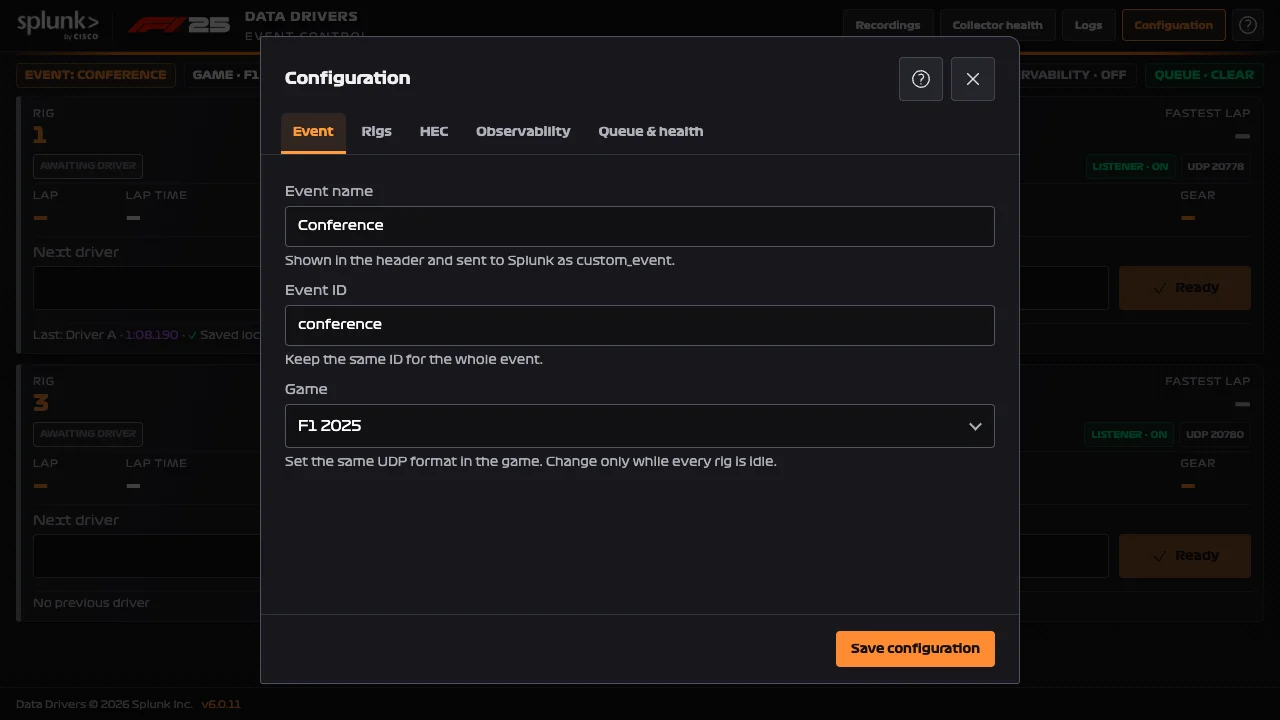 splunk> DATA DRIVERS
by CISCO F1 25 EVENT CONTROL
Recordings Collector health Logs Configuration ?
EVENT: CONFERENCE GAME · F1 RVABILITY · OFF QUEUE · CLEAR
Configuration ?
Event Rigs HEC Observability Queue & health
Event name
Conference
Shown in the header and sent to Splunk as custom_event.
Event ID
conference
Keep the same ID for the whole event.
Game
F1 2025
Set the same UDP format in the game. Change only while every rig is idle.
Save configuration
RIG FASTEST LAP
1
AWAITING DRIVER LISTENER · ON UDP 20778
LAP LAP TIME GEAR
Next driver
Ready
Last: Driver A · 1:08.190 · ✓ Saved loc
RIG FASTEST LAP
3
AWAITING DRIVER LISTENER · ON UDP 20780
LAP LAP TIME GEAR
Next driver
Ready
No previous driver
Data Drivers © 2026 Splunk Inc. v6.0.11